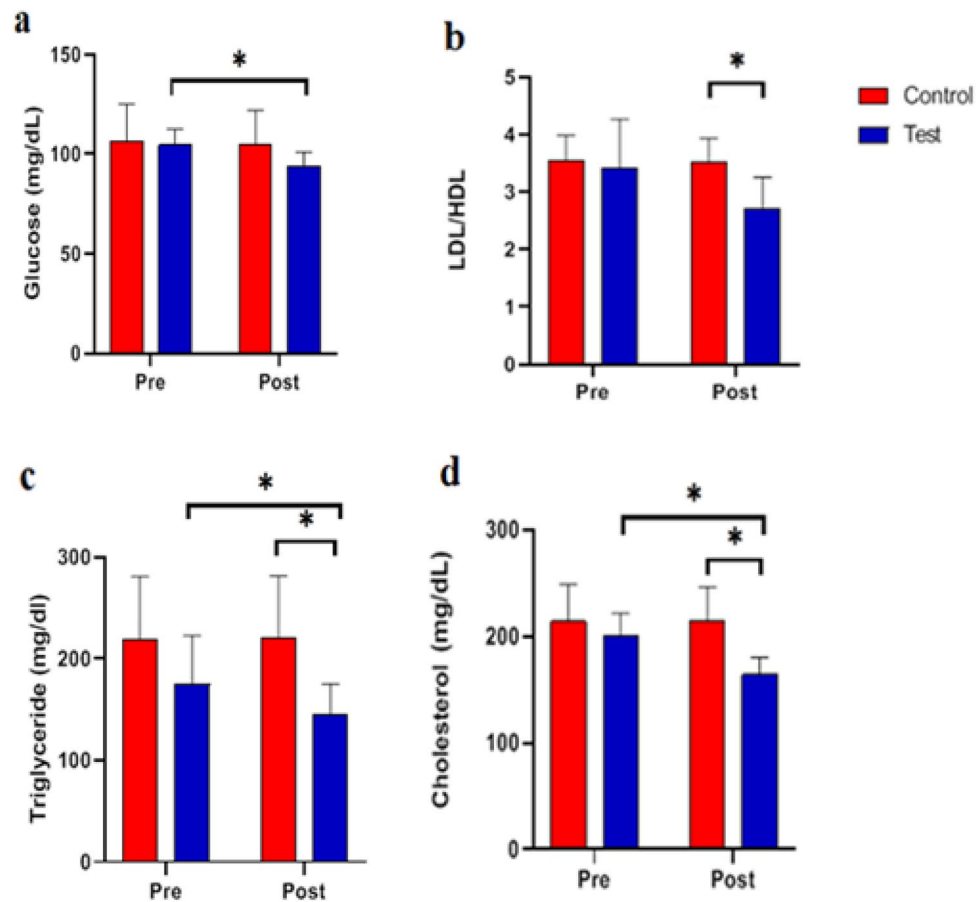 a
Glucose (mg/dL)
150
100
50
0
*
Pre
Post
b
LDL/HDL
5
4
3
2
1
0
*
Pre
Post
Control
Test
c
Triglyceride (mg/dl)
300
200
100
0
*
*
Pre
Post
d
Cholesterol (mg/dL)
300
200
100
0
*
*
Pre
Post